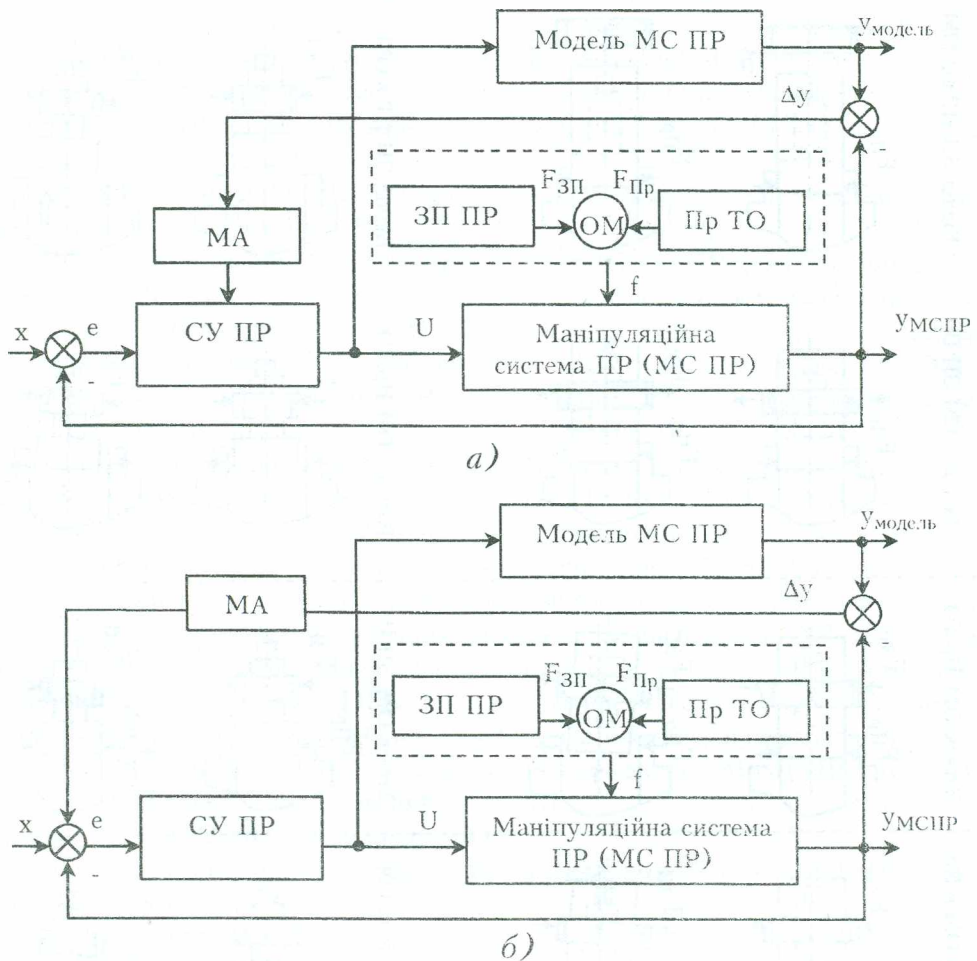 Модель МС ПР
Yмодель
Δy
-
FЗП
FПр
ЗП ПР
ОМ
Пр ТО
МА
f
x
e
СУ ПР
U
Маніпуляційна
система ПР (МС ПР)
YМСПР
-
а)
Модель МС ПР
Yмодель
МА
Δy
-
FЗП
FПр
ЗП ПР
ОМ
Пр ТО
f
x
e
СУ ПР
U
Маніпуляційна система
ПР (МС ПР)
YМСПР
-
б)